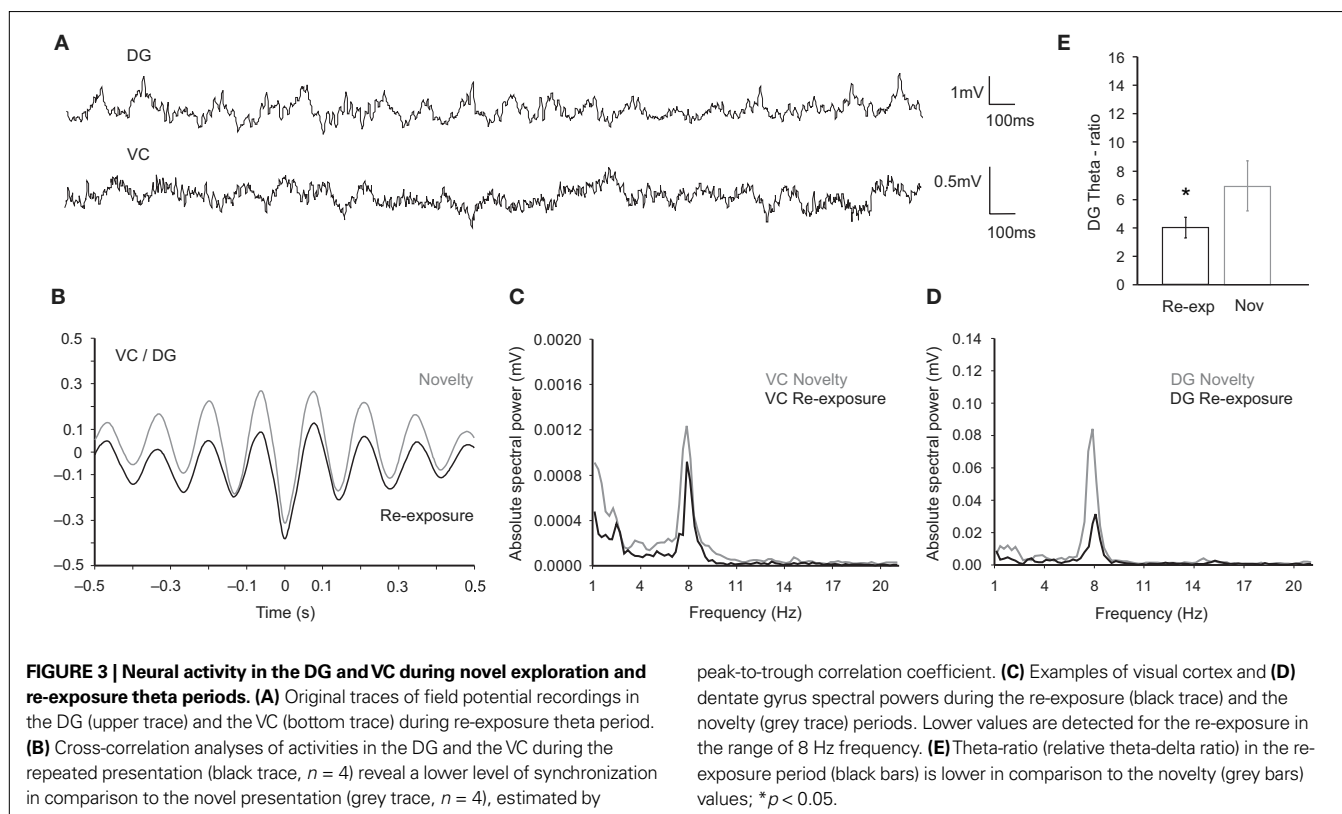 A
DG
1mV
100ms
VC
0.5mV
100ms
E
16
14
12
10
8
6
4
2
0
DG Theta - ratio
*
Re-exp Nov
B
0.5
0.3
0.1
0
–0.1
–0.3
–0.5
VC / DG
Novelty
Re-exposure
–0.5 –0.3 –0.1 0 0.1 0.3 0.5
Time (s)
C
Absolute spectral power (mV)
0.0020
0.0016
0.0012
0.0008
0.0004
0.0000
VC Novelty
VC Re-exposure
1 4 8 11 14 17 20
Frequency (Hz)
D
Absolute spectral power (mV)
0.14
0.12
0.10
0.08
0.06
0.04
0.02
0.00
DG Novelty
DG Re-exposure
1 4 8 11 14 17 20
Frequency (Hz)
FIGURE 3 | Neural activity in the DG and VC during novel exploration and
re-exposure theta periods. (A) Original traces of field potential recordings in
the DG (upper trace) and the VC (bottom trace) during re-exposure theta period.
(B) Cross-correlation analyses of activities in the DG and the VC during the
repeated presentation (black trace, n = 4) reveal a lower level of synchronization
in comparison to the novel presentation (grey trace, n = 4), estimated by
peak-to-trough correlation coefficient. (C) Examples of visual cortex and (D)
dentate gyrus spectral powers during the re-exposure (black trace) and the
novelty (grey trace) periods. Lower values are detected for the re-exposure in
the range of 8 Hz frequency. (E) Theta-ratio (relative theta-delta ratio) in the re-
exposure period (black bars) is lower in comparison to the novelty (grey bars)
values; *p < 0.05.